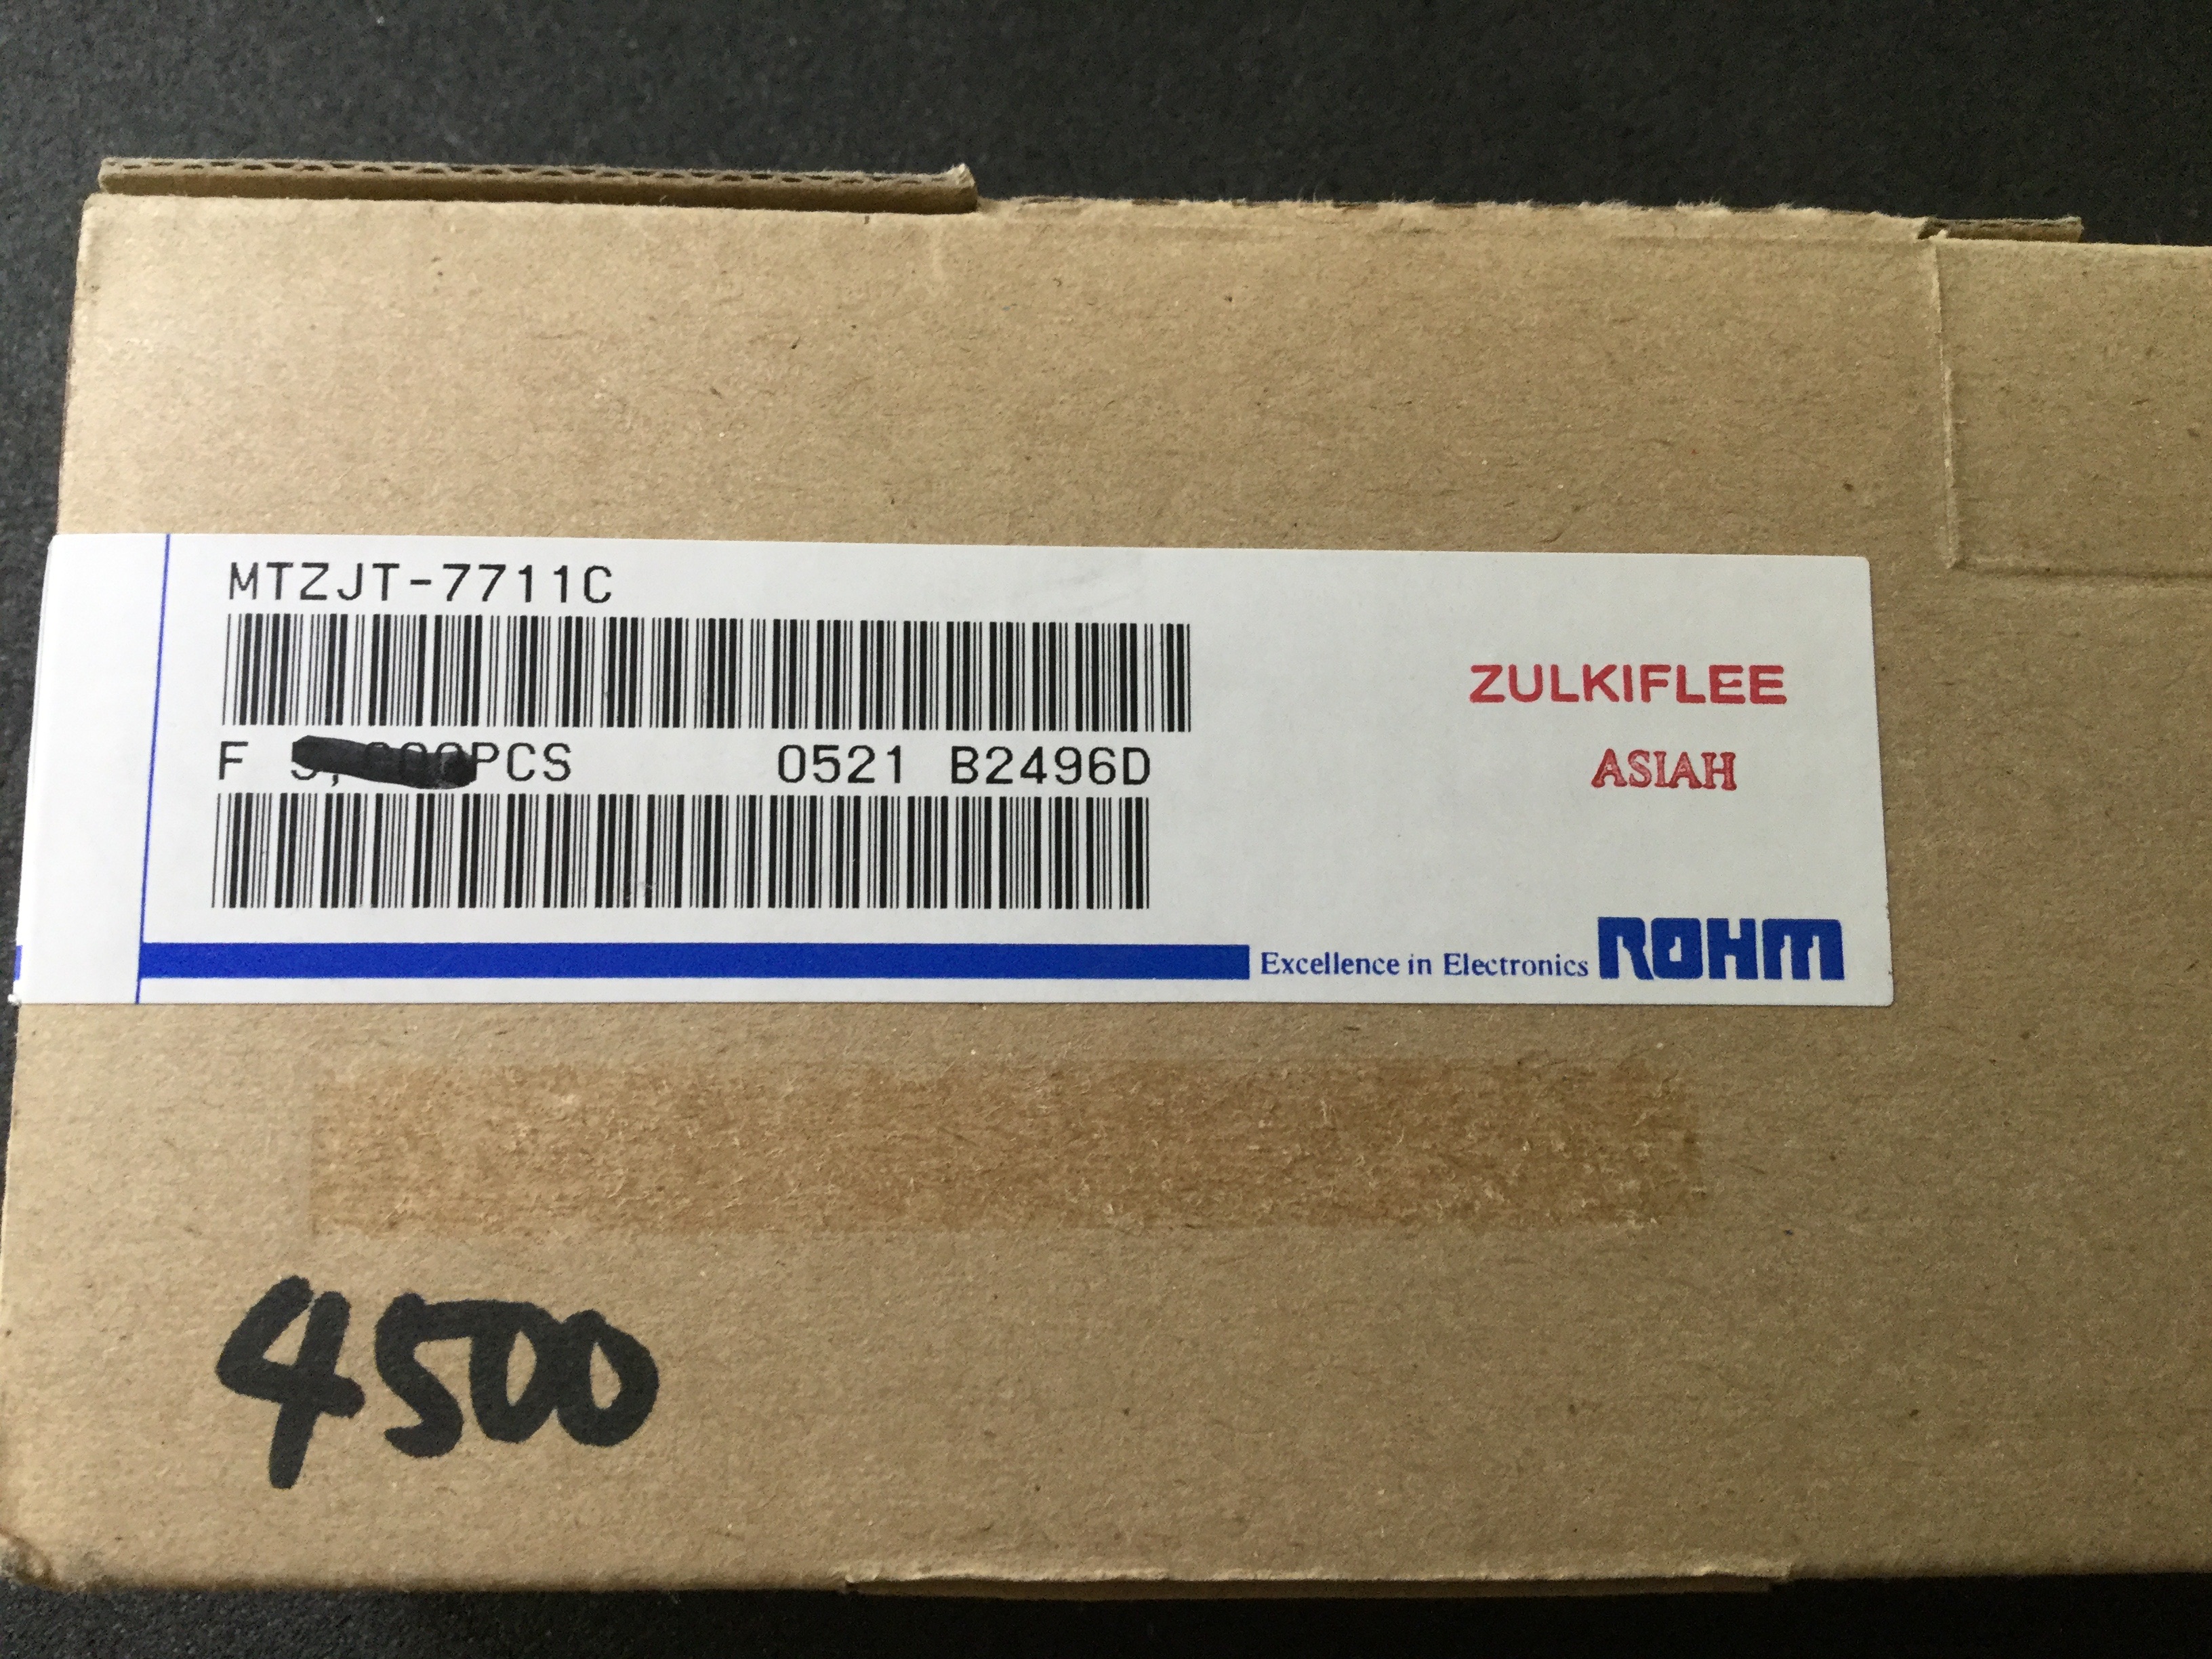 MTZJT-7711C
ZULKIFLEE
F PCS 0521 B2496D
ASIAH
Excellence in Electronics ROHM
4500